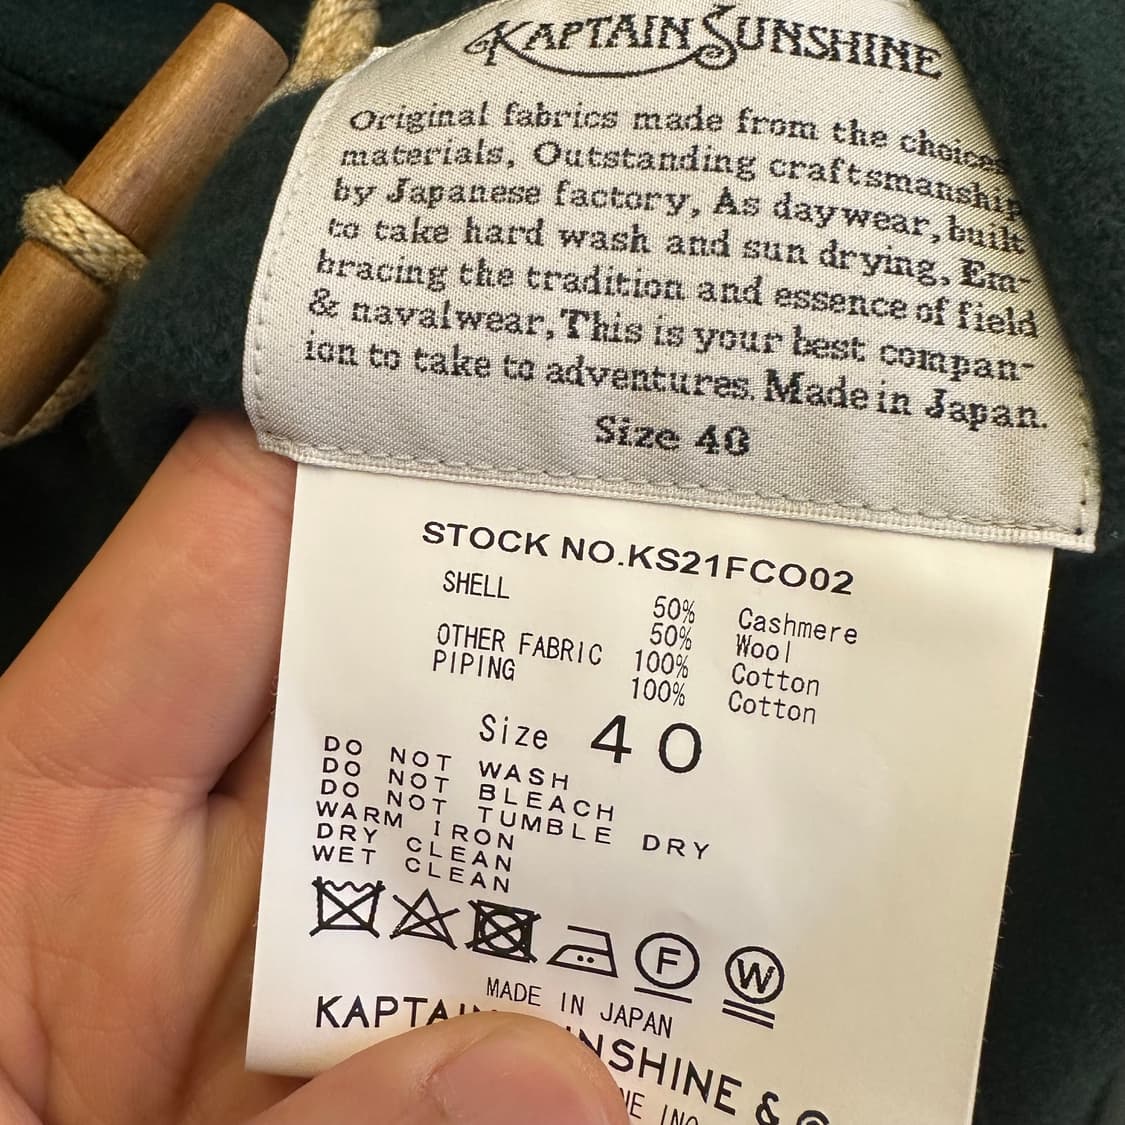 KAPTAIN SUNSHINE
Original fabrics made from the choices
materials, Outstanding craftsmanship
by Japanese factory, As daywear, built
to take hard wash and sun drying, Em-
bracing the tradition and essence of field
& navalwear, This is your best compan-
ion to take to adventures. Made in Japan.
Size 40
STOCK NO.KS21FCO02
SHELL 50% Cashmere
50% Wool
OTHER FABRIC 100% Cotton
PIPING 100% Cotton
Size 40
DO NOT WASH
DO NOT BLEACH
DO NOT TUMBLE DRY
WARM IRON
DRY CLEAN
WET CLEAN
F W
MADE IN JAPAN
KAPTAIN SUNSHINE &